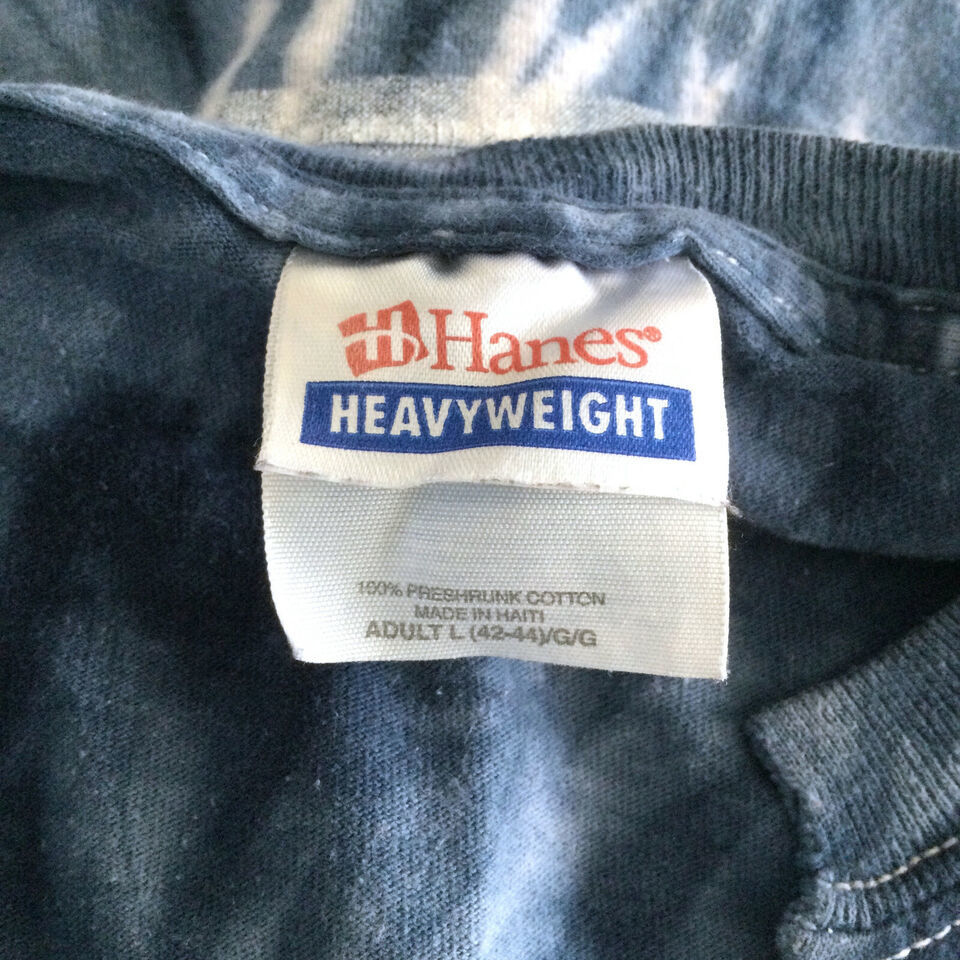 Hanes®
HEAVYWEIGHT
100% PRESHRUNK COTTON
MADE IN HAITI
ADULT L (42-44)/G/G